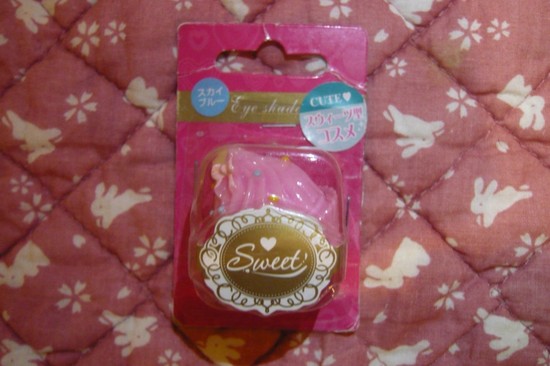 スカイ
ブルー
Eye shad
CUTE
スウィーツ型
コスメ
Sweet